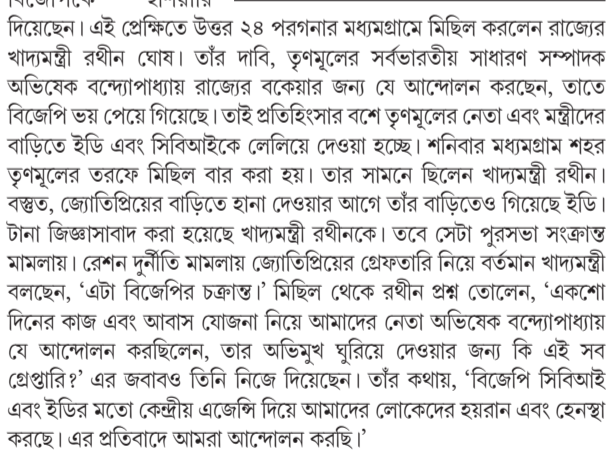 দিয়েছেন। এই প্রেক্ষিতে উত্তর ২৪ পরগনার মধ্যমগ্রামে মিছিল করলেন রাজ্যের
খাদ্যমন্ত্রী রথীন ঘোষ। তাঁর দাবি, তৃণমূলের সর্বভারতীয় সাধারণ সম্পাদক
অভিষেক বন্দ্যোপাধ্যায় রাজ্যের বকেয়ার জন্য যে আন্দোলন করছেন, তাতে
বিজেপি ভয় পেয়ে গিয়েছে। তাই প্রতিহিংসার বশে তৃণমূলের নেতা এবং মন্ত্রীদের
বাড়িতে ইডি এবং সিবিআইকে লেলিয়ে দেওয়া হচ্ছে। শনিবার মধ্যমগ্রাম শহর
তৃণমূলের তরফে মিছিল বার করা হয়। তার সামনে ছিলেন খাদ্যমন্ত্রী রথীন।
বস্তুত, জ্যোতিপ্রিয়ের বাড়িতে হানা দেওয়ার আগে তাঁর বাড়িতেও গিয়েছে ইডি।
টানা জিজ্ঞাসাবাদ করা হয়েছে খাদ্যমন্ত্রী রথীনকে। তবে সেটা পুরসভা সংক্রান্ত
মামলায়। রেশন দুর্নীতি মামলায় জ্যোতিপ্রিয়ের গ্রেফতারি নিয়ে বর্তমান খাদ্যমন্ত্রী
বলছেন, ‘এটা বিজেপির চক্রান্ত।’ মিছিল থেকে রথীন প্রশ্ন তোলেন, ‘একশো
দিনের কাজ এবং আবাস যোজনা নিয়ে আমাদের নেতা অভিষেক বন্দ্যোপাধ্যায়
যে আন্দোলন করছিলেন, তার অভিমুখ ঘুরিয়ে দেওয়ার জন্য কি এই সব
গ্রেপ্তারি?’ এর জবাবও তিনি নিজে দিয়েছেন। তাঁর কথায়, ‘বিজেপি সিবিআই
এবং ইডির মতো কেন্দ্রীয় এজেন্সি দিয়ে আমাদের লোকেদের হয়রান এবং হেনস্থা
করছে। এর প্রতিবাদে আমরা আন্দোলন করছি।’